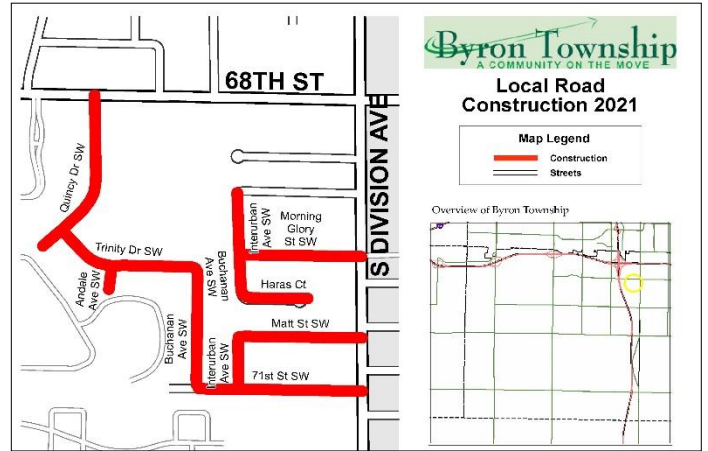 68TH ST
S DIVISION AVE
Quincy Dr SW
Trinity Dr SW
Andale
Ave SW
Buchanan
Ave SW
Interurban
Ave SW
Buchanan
Ave SW
Morning
Glory
St SW
Haras Ct
Matt St SW
Interurban
Ave SW
71st St SW
Byron Township
A COMMUNITY ON THE MOVE
Local Road
Construction 2021
Map Legend
Construction
Streets
Overview of Byron Township